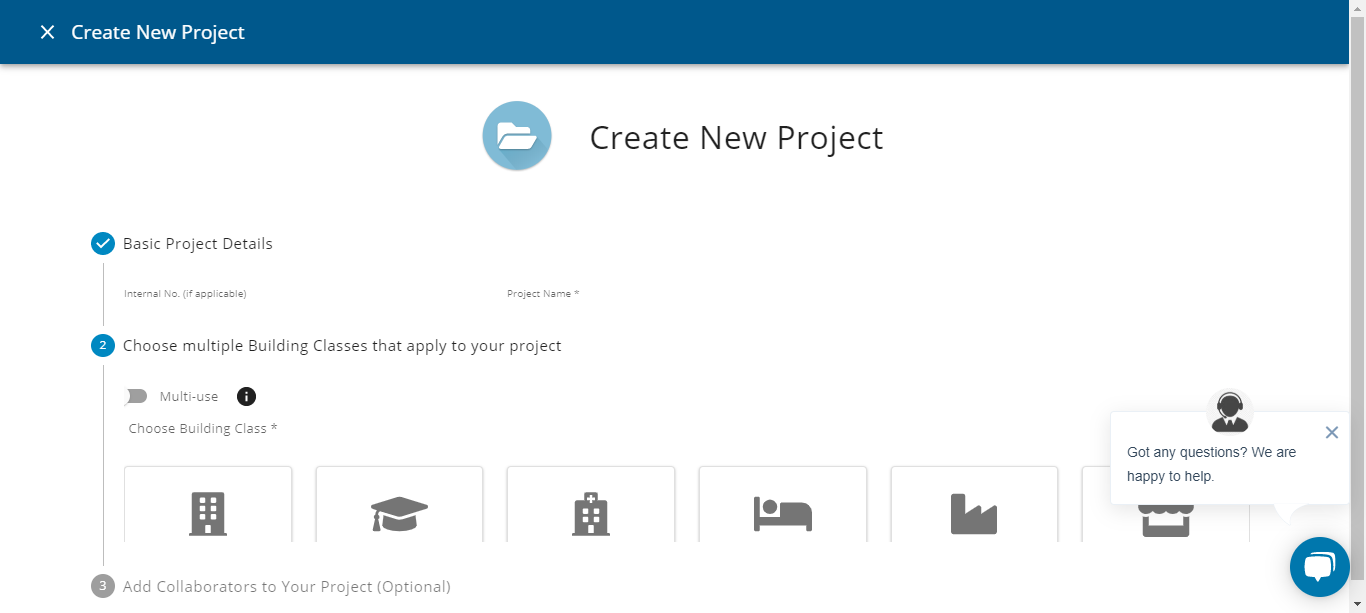 Create New Project
Create New Project
Basic Project Details
Internal No. (if applicable)
Project Name *
2
Choose multiple Building Classes that apply to your project
Multi-use
Choose Building Class *
Got any questions? We are
happy to help.
3
Add Collaborators to Your Project (Optional)